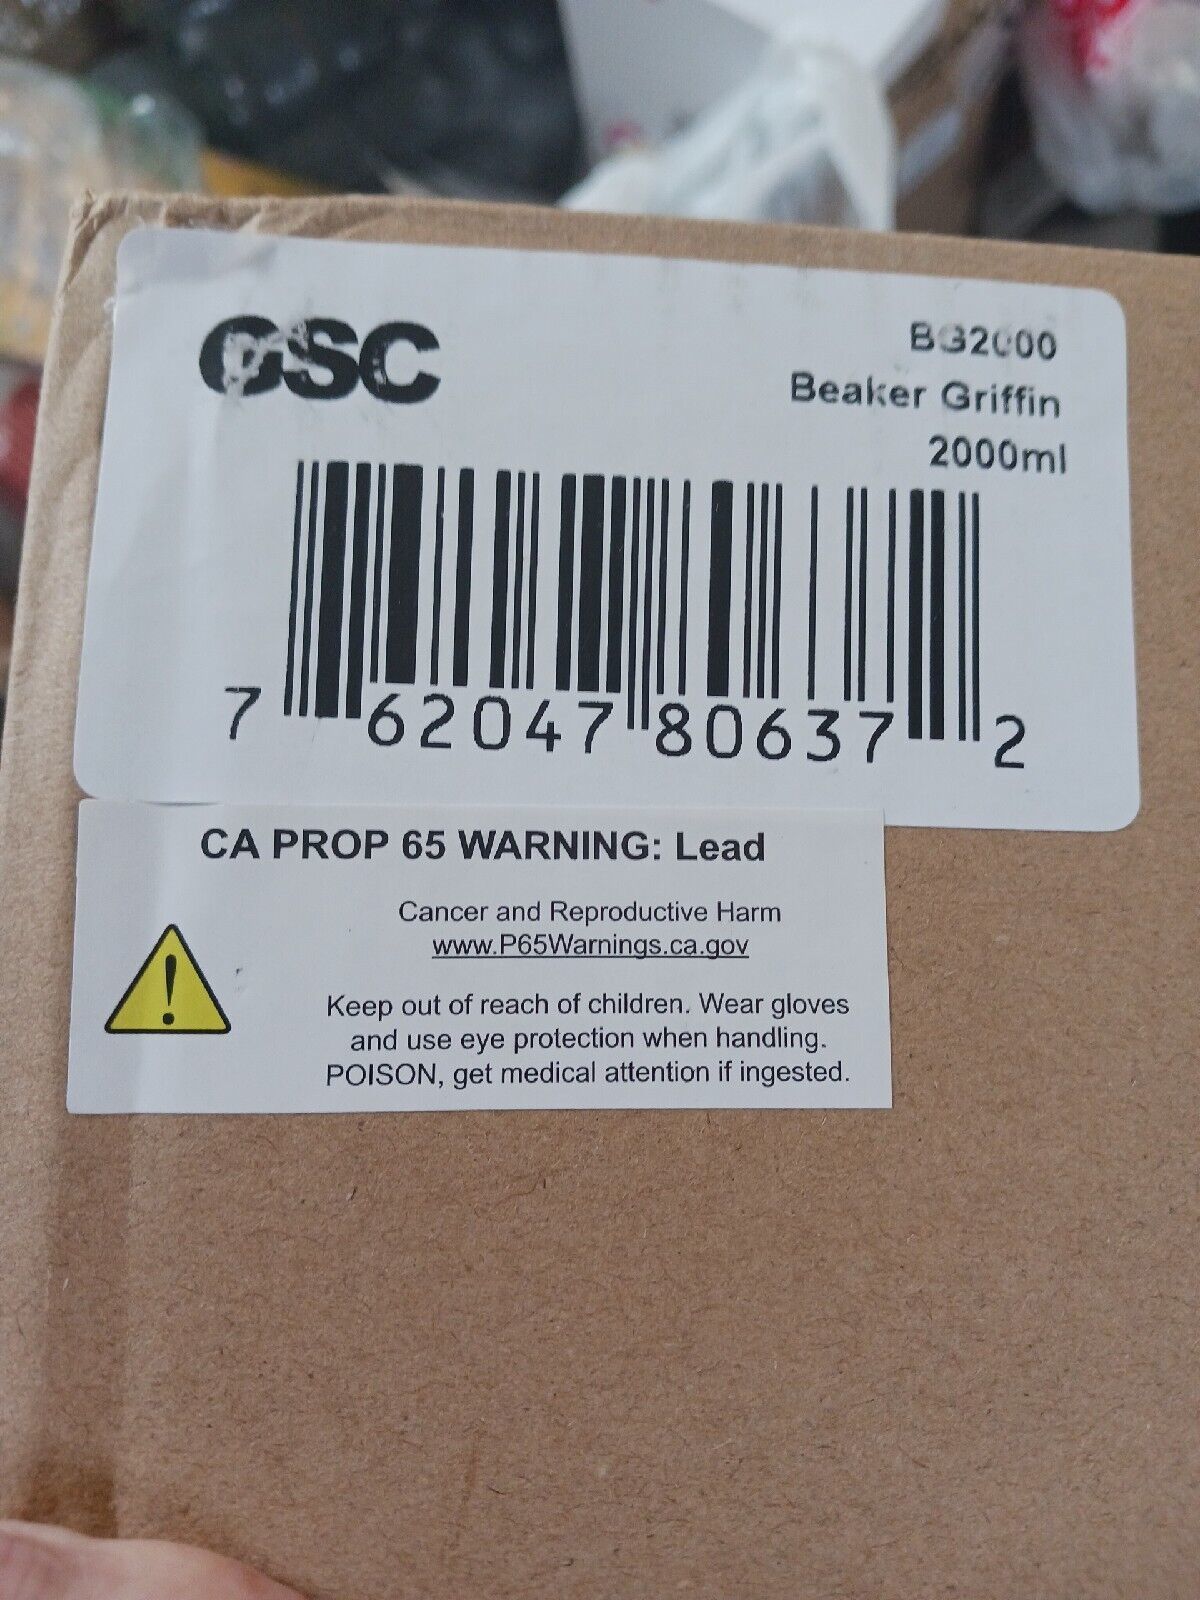 BG2000
Beaker Griffin
2000ml
7 62047 80637 2
CA PROP 65 WARNING: Lead
Cancer and Reproductive Harm
www.P65Warnings.ca.gov
!
Keep out of reach of children. Wear gloves
and use eye protection when handling.
POISON, get medical attention if ingested.